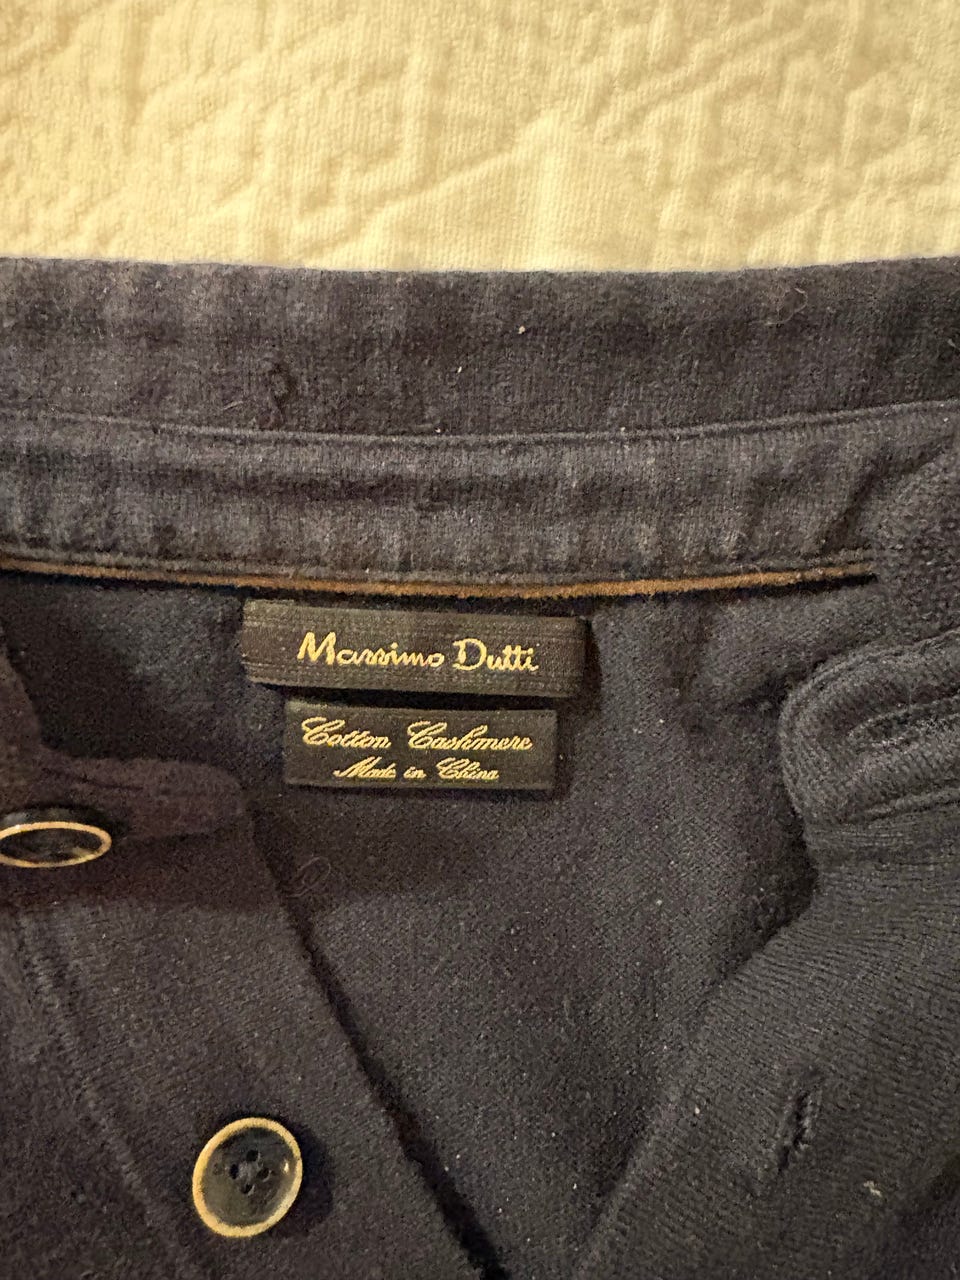 Massimo Dutti
Cotton Cashmere
Made in China